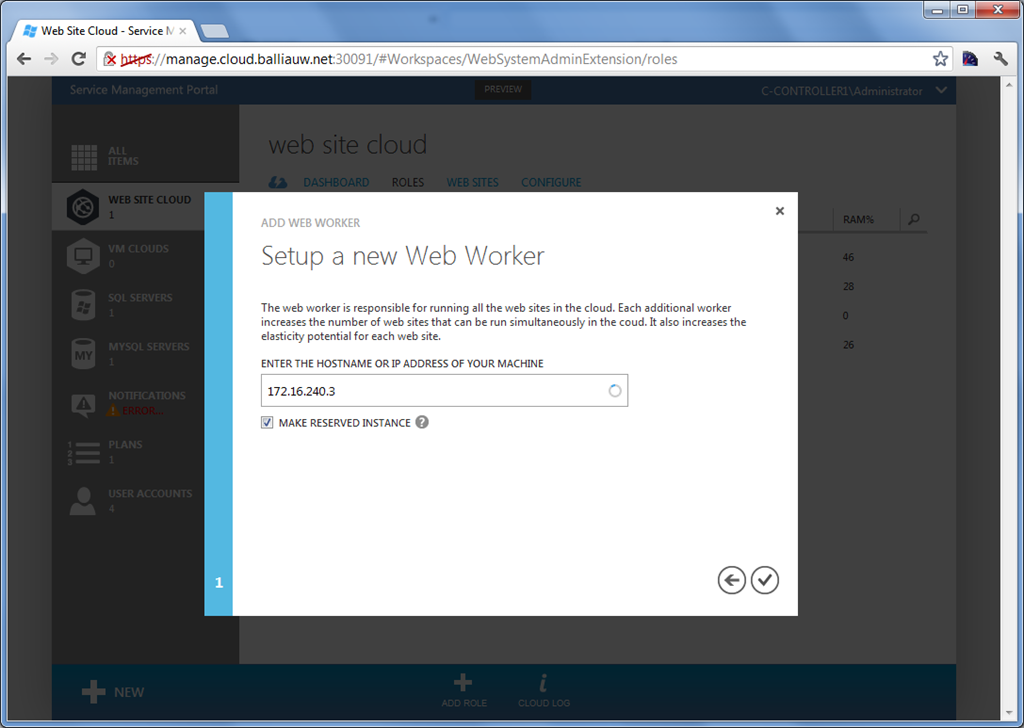 Web Site Cloud - Service M
https://manage.cloud.balliauw.net:30091/#Workspaces/WebSystemAdminExtension/roles
Service Management Portal
PREVIEW
C-CONTROLLER1\Administrator
ALL
ITEMS
WEB SITE CLOUD
1
VM CLOUDS
0
SQL SERVERS
1
MY
MYSQL SERVERS
1
NOTIFICATIONS
ERROR...
1
2
3
PLANS
1
USER ACCOUNTS
4
web site cloud
DASHBOARD ROLES WEB SITES CONFIGURE
RAM%
46
28
0
26
ADD WEB WORKER
Setup a new Web Worker
The web worker is responsible for running all the web sites in the cloud. Each additional worker
increases the number of web sites that can be run simultaneously in the coud. It also increases the
elasticity potential for each web site.
ENTER THE HOSTNAME OR IP ADDRESS OF YOUR MACHINE
172.16.240.3
MAKE RESERVED INSTANCE ?
1
NEW
ADD ROLE
i
CLOUD LOG